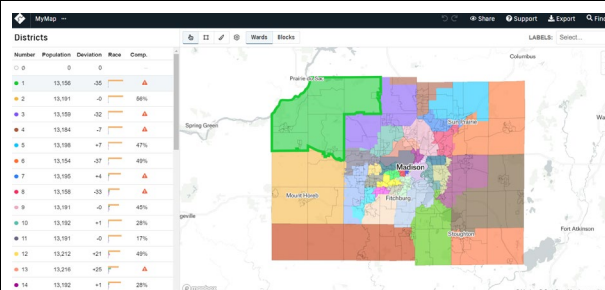 MyMap
Share
Support
Export
Find
Districts
Wards
Blocks
LABELS:
Select...
Number Population Deviation Race Comp.
0 0 0
1 13,156 -35
2 13,191 -0 56%
3 13,159 -32
4 13,184 -7
5 13,198 +7 47%
6 13,154 -37 49%
7 13,195 +4
8 13,158 -33
9 13,191 -0 45%
10 13,192 +1 28%
11 13,191 -0 17%
12 13,212 +21 49%
13 13,216 +25
14 13,192 +1 28%
Columbus
Prairie du Sac
Spring Green
Sun Prairie
Madison
Mount Horeb
Fitchburg
geville
Stoughton
Fort Atkinson
Wa